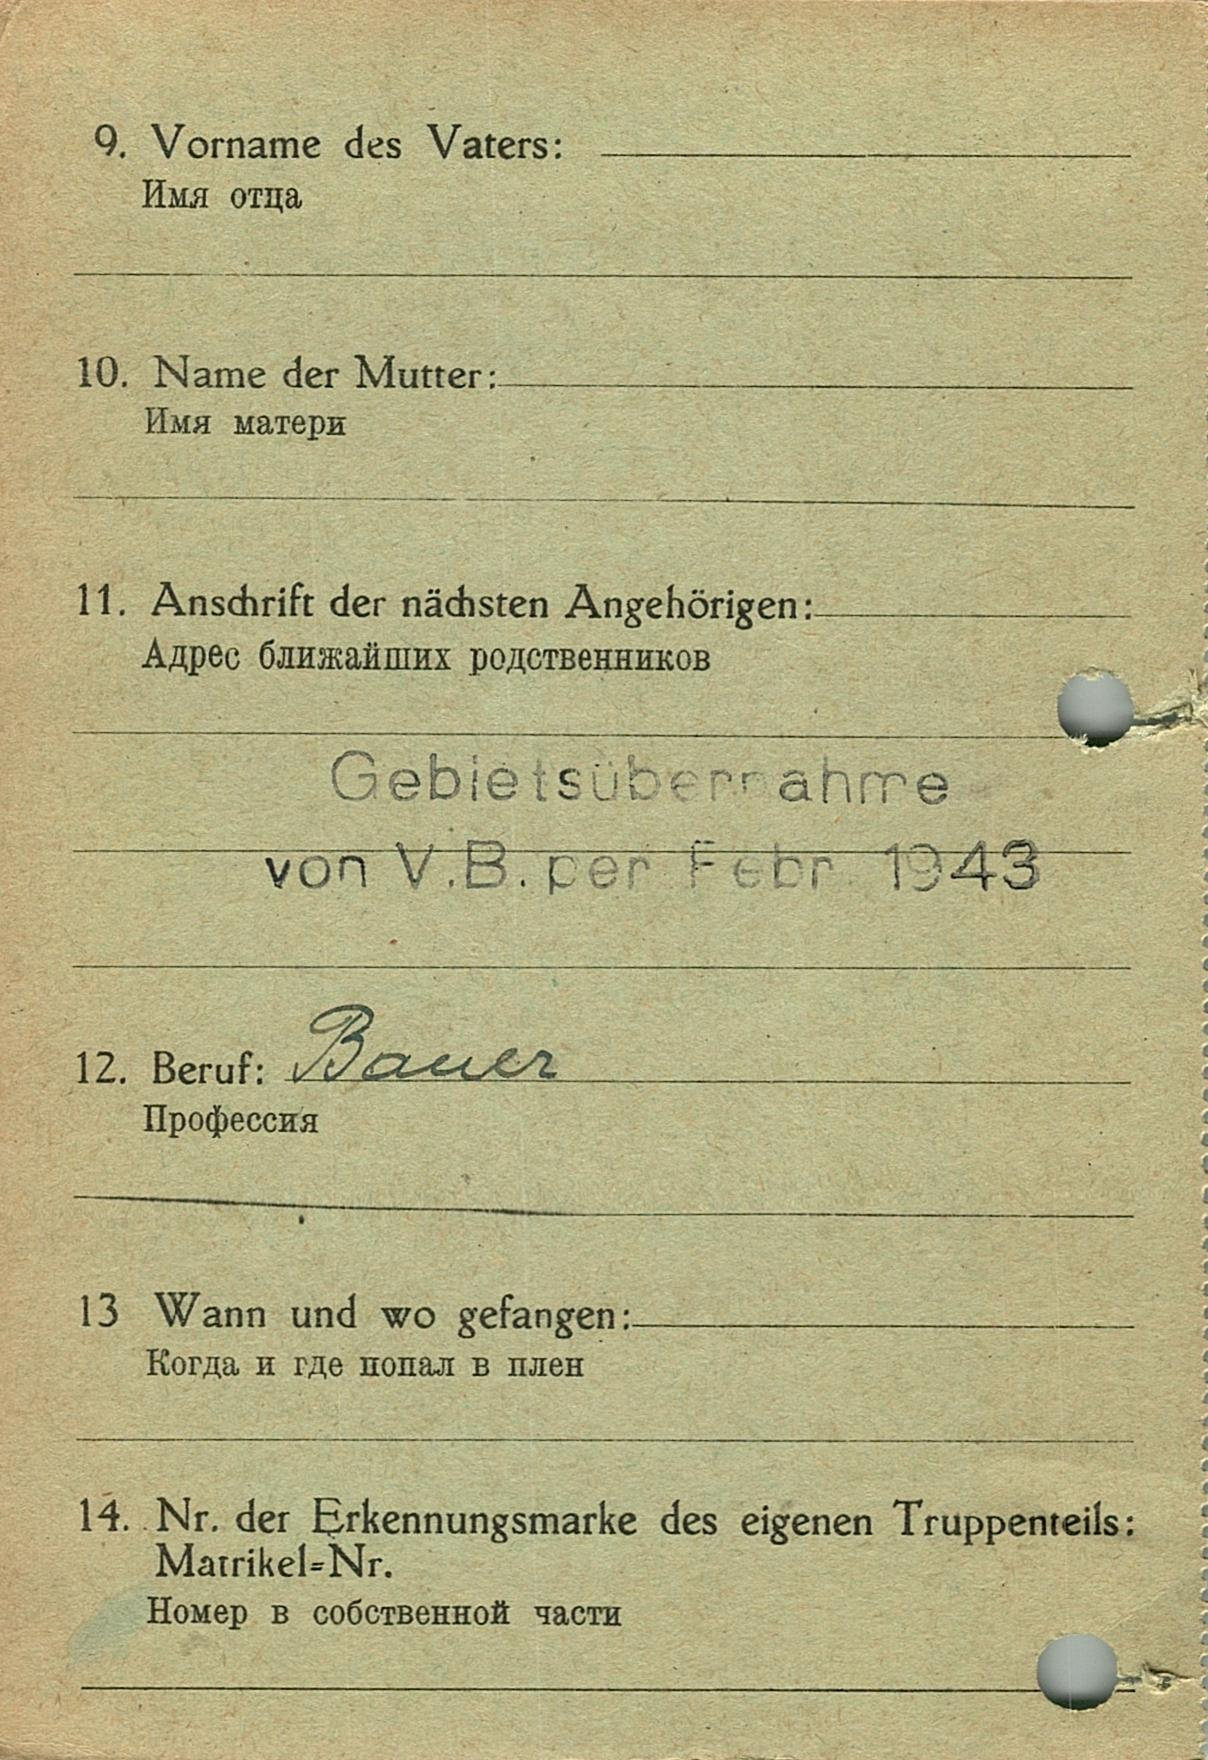 9. Vorname des Vaters:
Имя отца
10. Name der Mutter:
Имя матери
11. Anschrift der nächsten Angehörigen:
Адрес ближайших родственников
Gebietsübernahme
von V.B. per Febr. 1943
12. Beruf: Bauer
Профессия
13 Wann und wo gefangen:
Когда и где попал в плен
14. Nr. der Erkennungsmarke des eigenen Truppenteils:
Matrikel=Nr.
Номер в собственной части